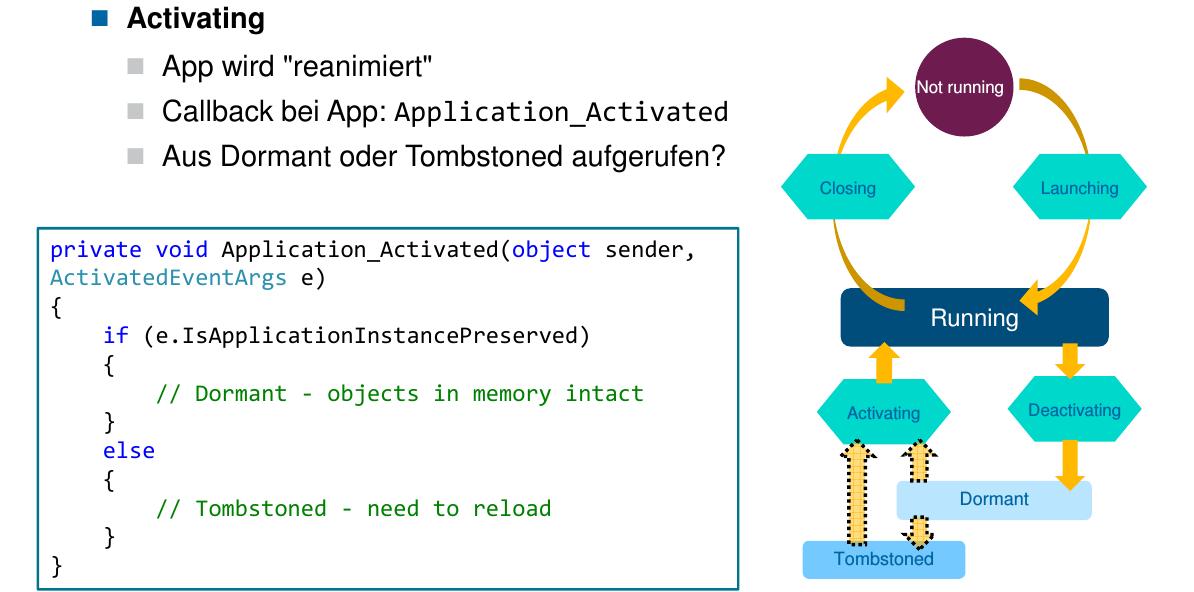 Activating
App wird "reanimiert"
Callback bei App: Application_Activated
Aus Dormant oder Tombstoned aufgerufen?
private void Application_Activated(object sender,
ActivatedEventArgs e)
{
    if (e.IsApplicationInstancePreserved)
    {
        // Dormant - objects in memory intact
    }
    else
    {
        // Tombstoned - need to reload
    }
}
Not running
Closing
Launching
Running
Activating
Deactivating
Dormant
Tombstoned